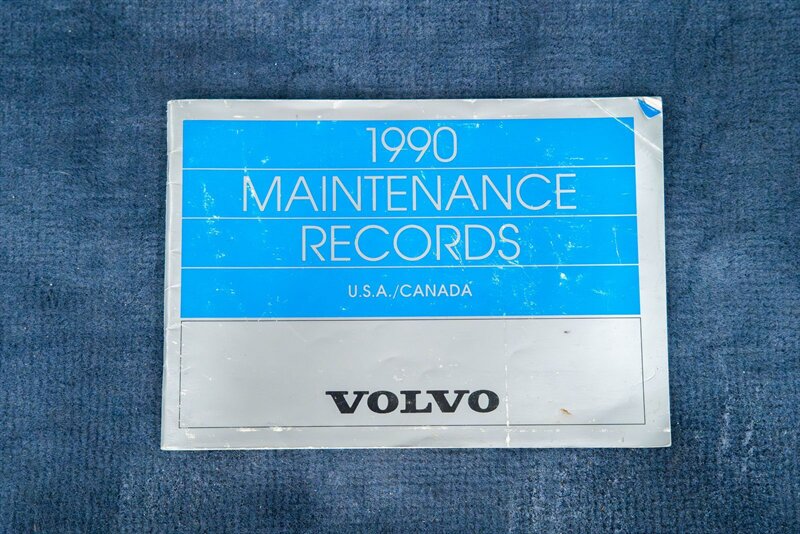 1990
MAINTENANCE
RECORDS
U.S.A./CANADA
VOLVO